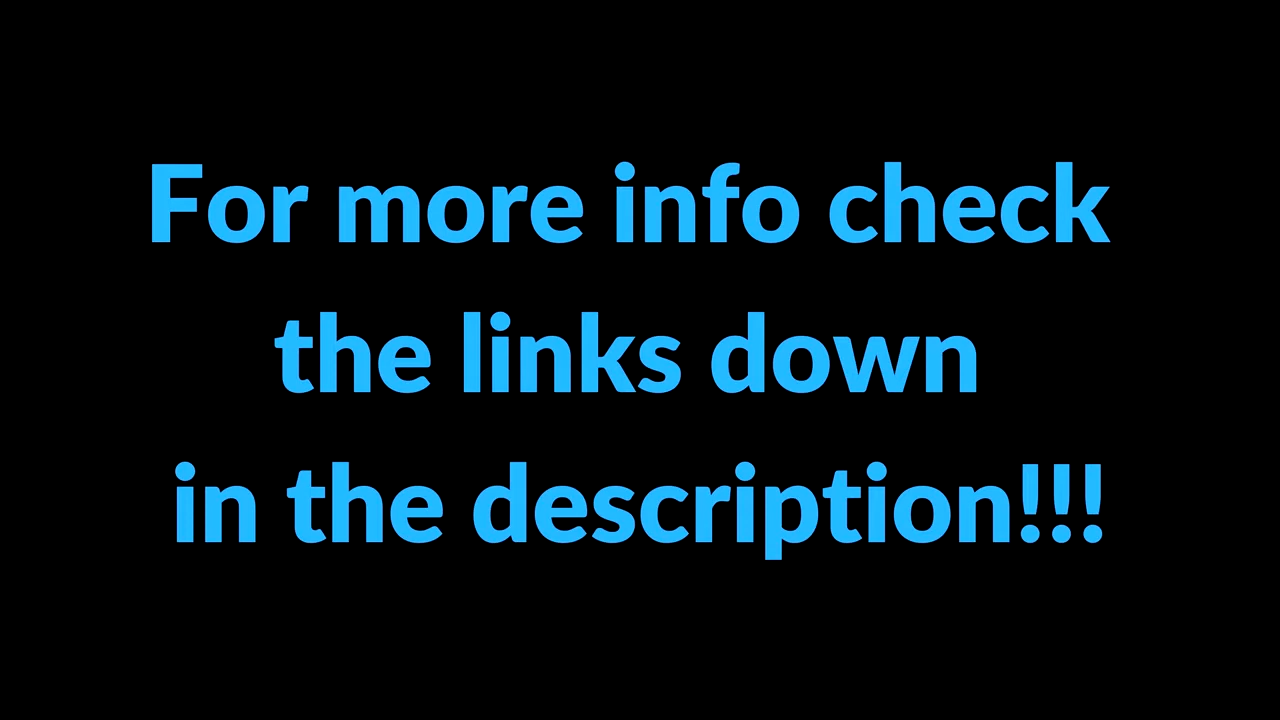 For more info check
the links down
in the description!!!